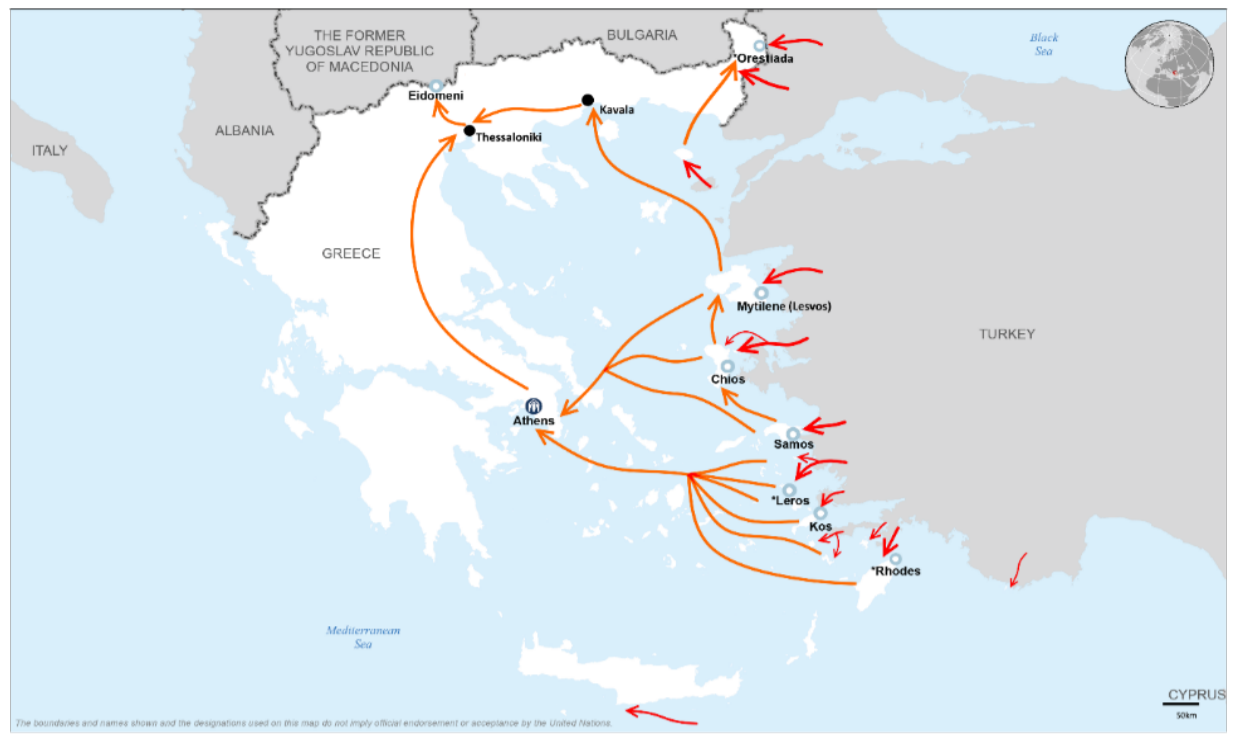 THE FORMER
YUGOSLAV REPUBLIC
OF MACEDONIA
BULGARIA
Black
Sea
*Orestiada
Eidomeni
Kavala
ALBANIA
Thessaloniki
ITALY
GREECE
Mytilene (Lesvos)
TURKEY
Chios
Athens
Samos
*Leros
Kos
*Rhodes
Mediterranean
Sea
CYPRUS
50km
The boundaries and names shown and the designations used on this map do not imply official endorsement or acceptance by the United Nations.